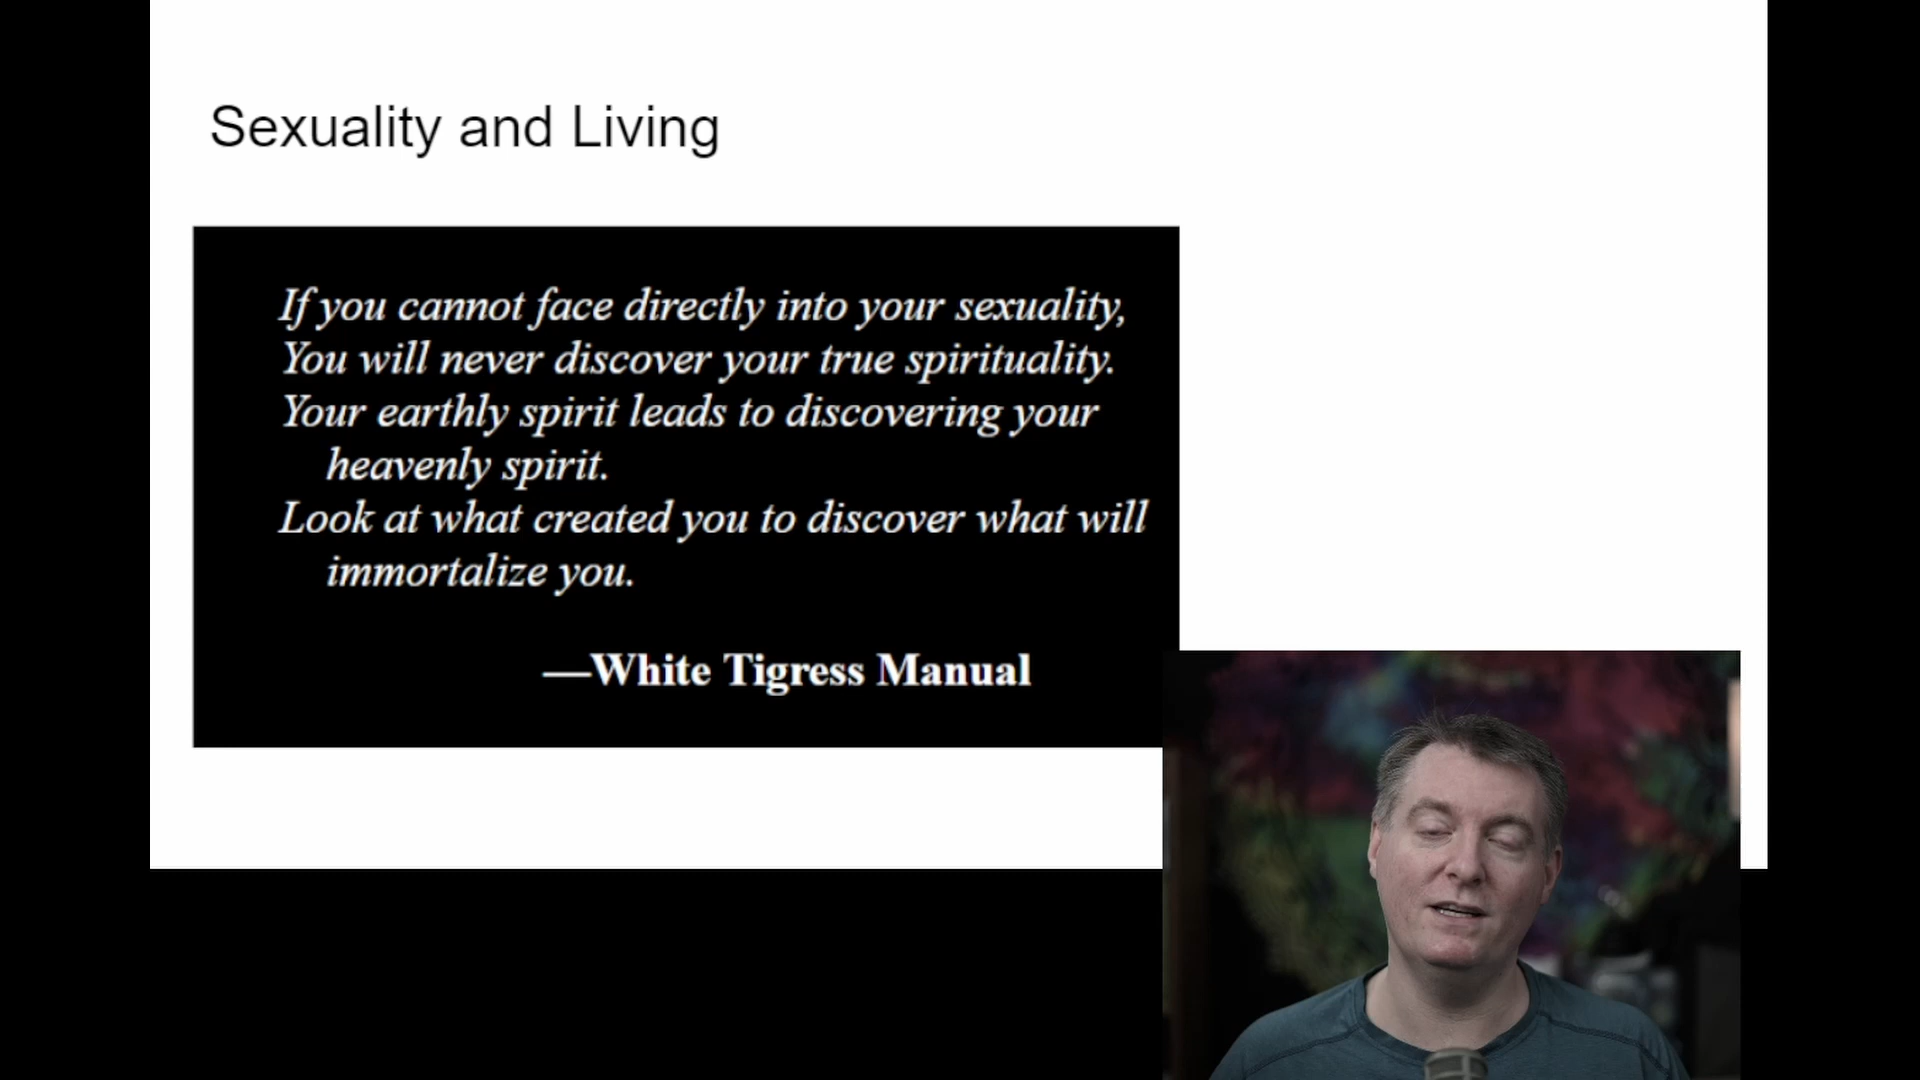 Sexuality and Living
If you cannot face directly into your sexuality,
You will never discover your true spirituality.
Your earthly spirit leads to discovering your
heavenly spirit.
Look at what created you to discover what will
immortalize you.
—White Tigress Manual